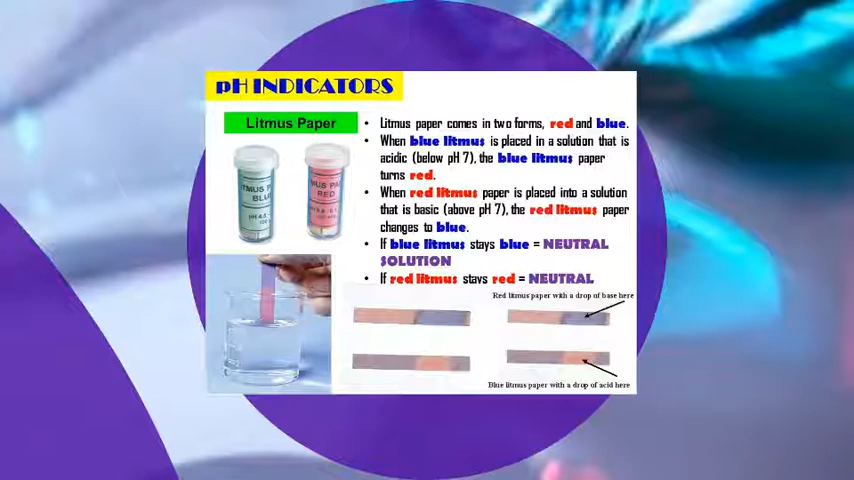 pH INDICATORS
Litmus Paper
• Litmus paper comes in two forms, red and blue.
• When blue litmus is placed in a solution that is
acidic (below pH 7), the blue litmus paper
turns red.
• When red litmus paper is placed into a solution
that is basic (above pH 7), the red litmus paper
changes to blue.
• If blue litmus stays blue = NEUTRAL
SOLUTION
• If red litmus stays red = NEUTRAL
BLUE
RED
Red litmus paper with a drop of base here
Blue litmus paper with a drop of acid here